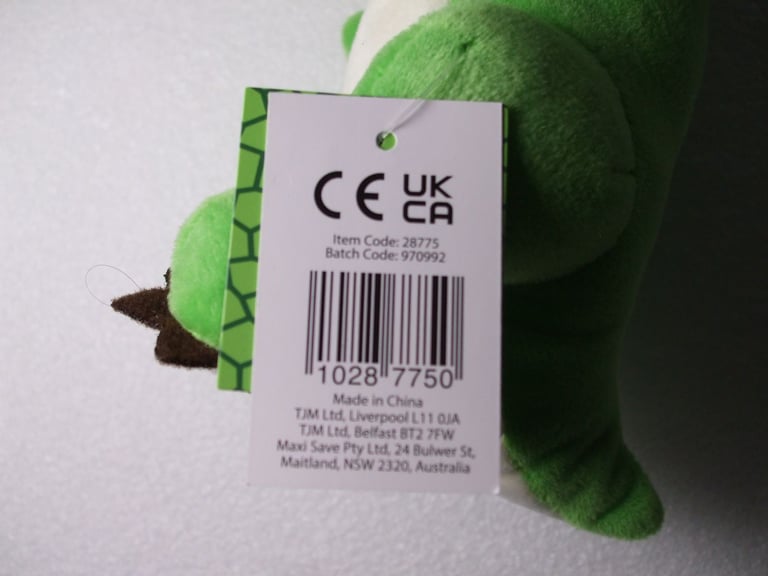 CE UK
CA
Item Code: 28775
Batch Code: 970992
1028 7750
Made in China
TJM Ltd, Liverpool L11 0JA
TJM Ltd, Belfast BT2 7FW
Maxi Save Pty Ltd, 24 Bulwer St,
Maitland, NSW 2320, Australia